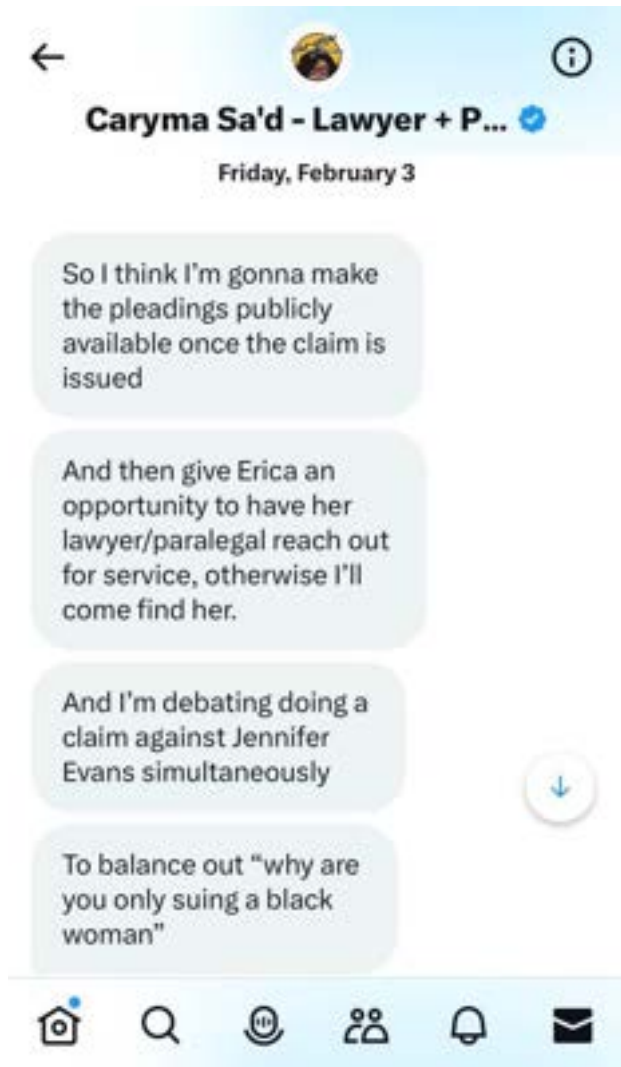 Caryma Sa'd - Lawyer + P...
Friday, February 3
So I think I'm gonna make
the pleadings publicly
available once the claim is
issued
And then give Erica an
opportunity to have her
lawyer/paralegal reach out
for service, otherwise I'll
come find her.
And I'm debating doing a
claim against Jennifer
Evans simultaneously
To balance out “why are
you only suing a black
woman”